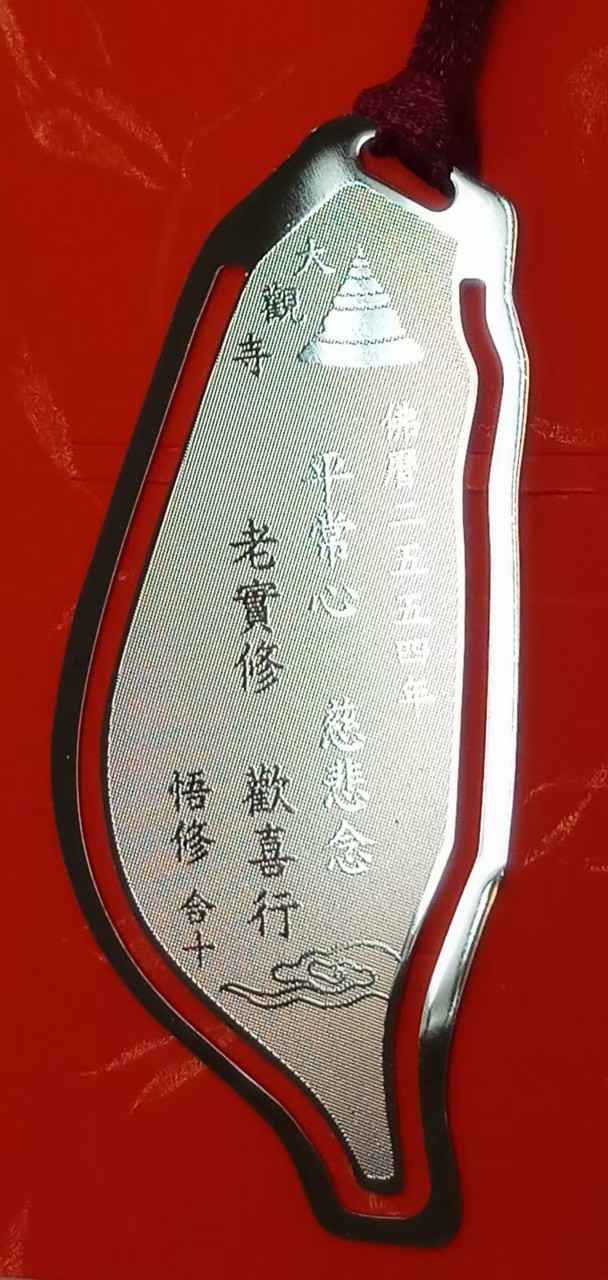 大觀寺
佛曆二五五四年
平常心 慈悲念
老實修 歡喜行
悟修 合十